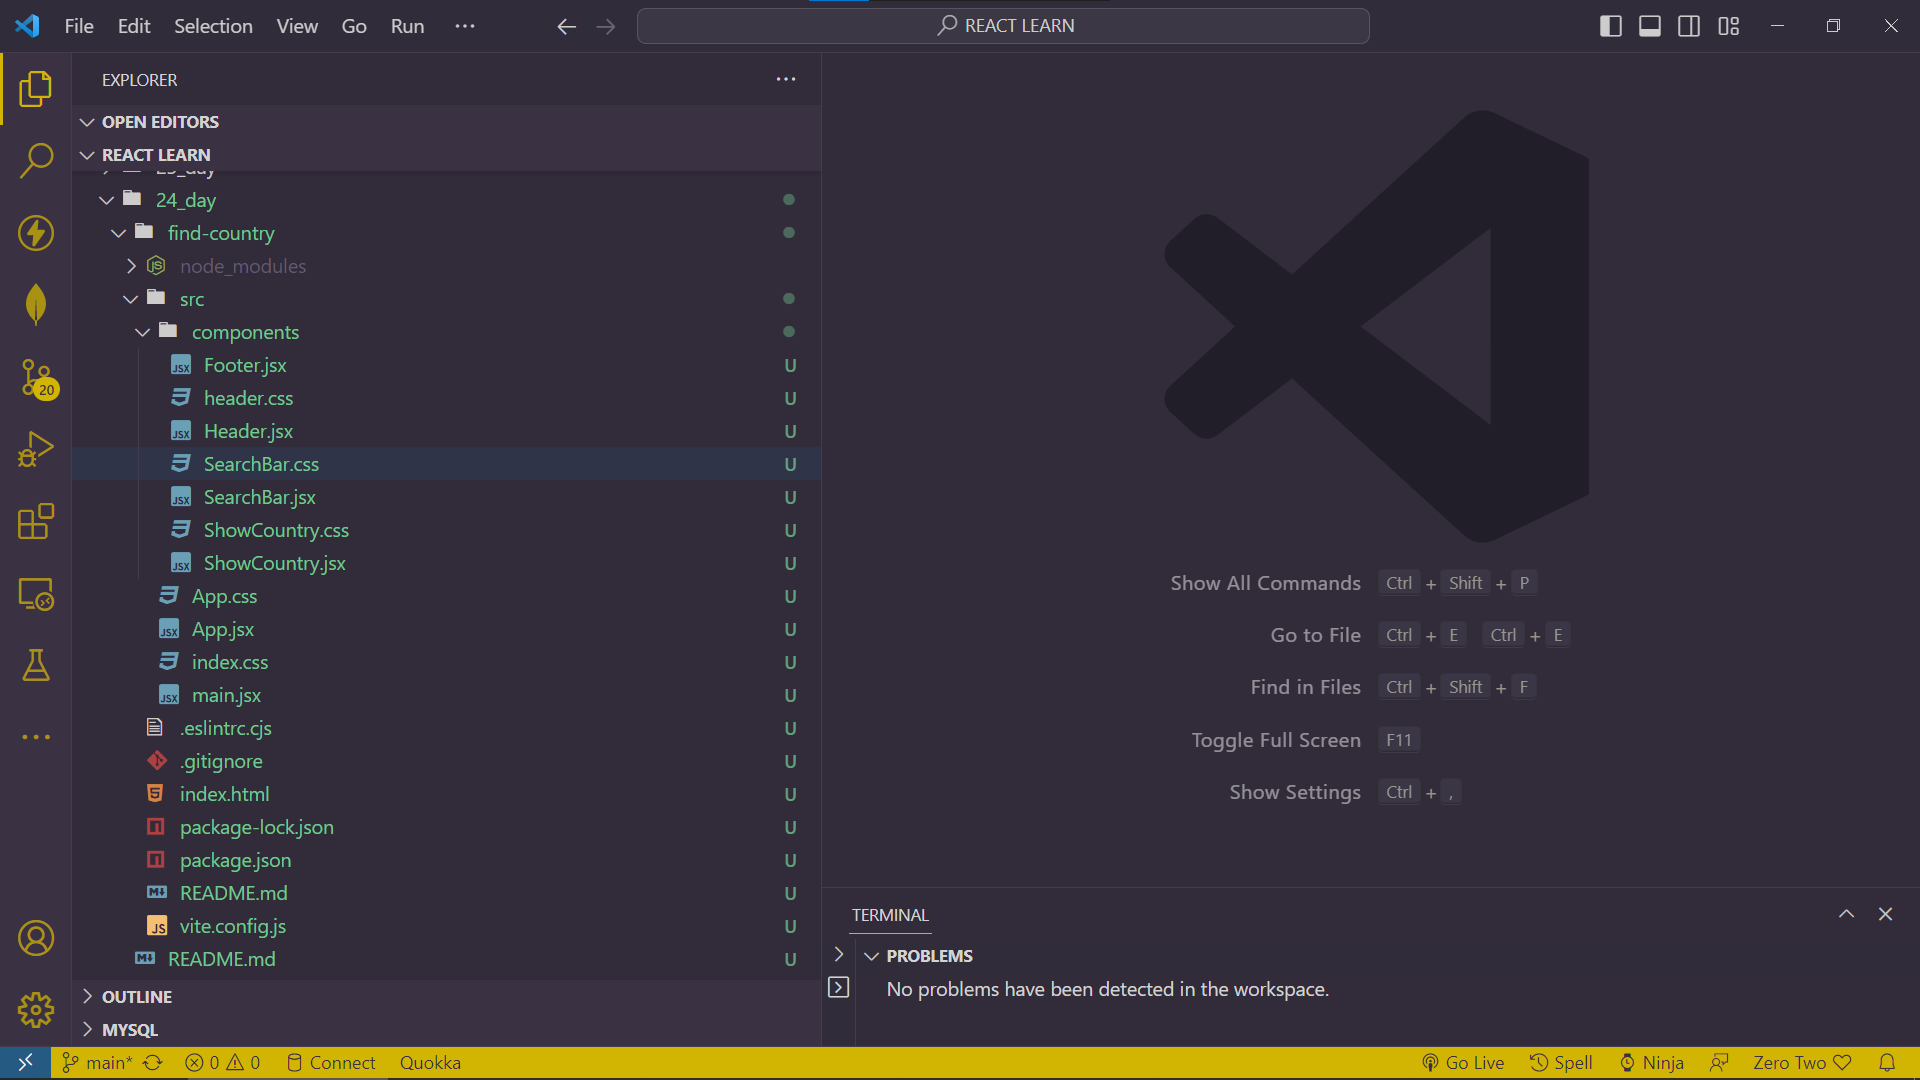 File Edit Selection View Go Run ···
REACT LEARN
EXPLORER
OPEN EDITORS
REACT LEARN
24_day
find-country
node_modules
src
components
Footer.jsx U
header.css U
Header.jsx U
SearchBar.css U
SearchBar.jsx U
ShowCountry.css U
ShowCountry.jsx U
App.css U
App.jsx U
index.css U
main.jsx U
.eslintrc.cjs U
.gitignore U
index.html U
package-lock.json U
package.json U
README.md U
vite.config.js U
README.md U
OUTLINE
MYSQL
20
Show All Commands Ctrl + Shift + P
Go to File Ctrl + E Ctrl + E
Find in Files Ctrl + Shift + F
Toggle Full Screen F11
Show Settings Ctrl + ,
TERMINAL
PROBLEMS
No problems have been detected in the workspace.
main* 0 0 Connect Quokka
Go Live Spell Ninja Zero Two